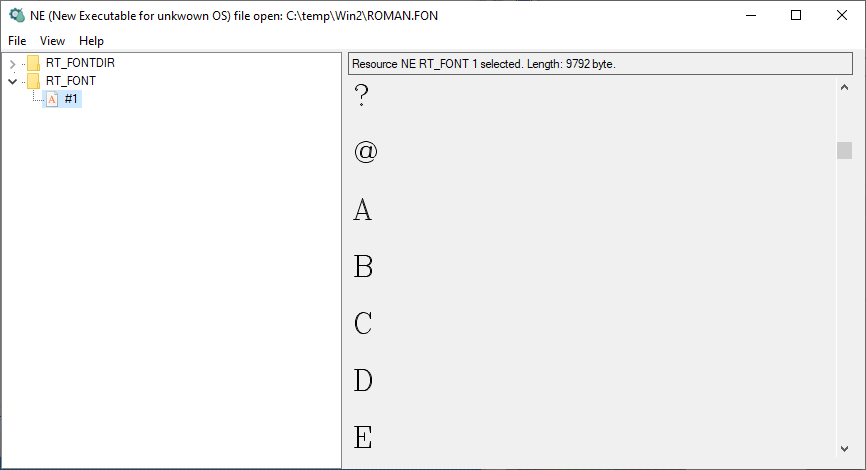 NE (New Executable for unkwown OS) file open: C:\temp\Win2\ROMAN.FON
File View Help
RT_FONTDIR
RT_FONT
A #1
Resource NE RT_FONT 1 selected. Length: 9792 byte.
?
@
A
B
C
D
E